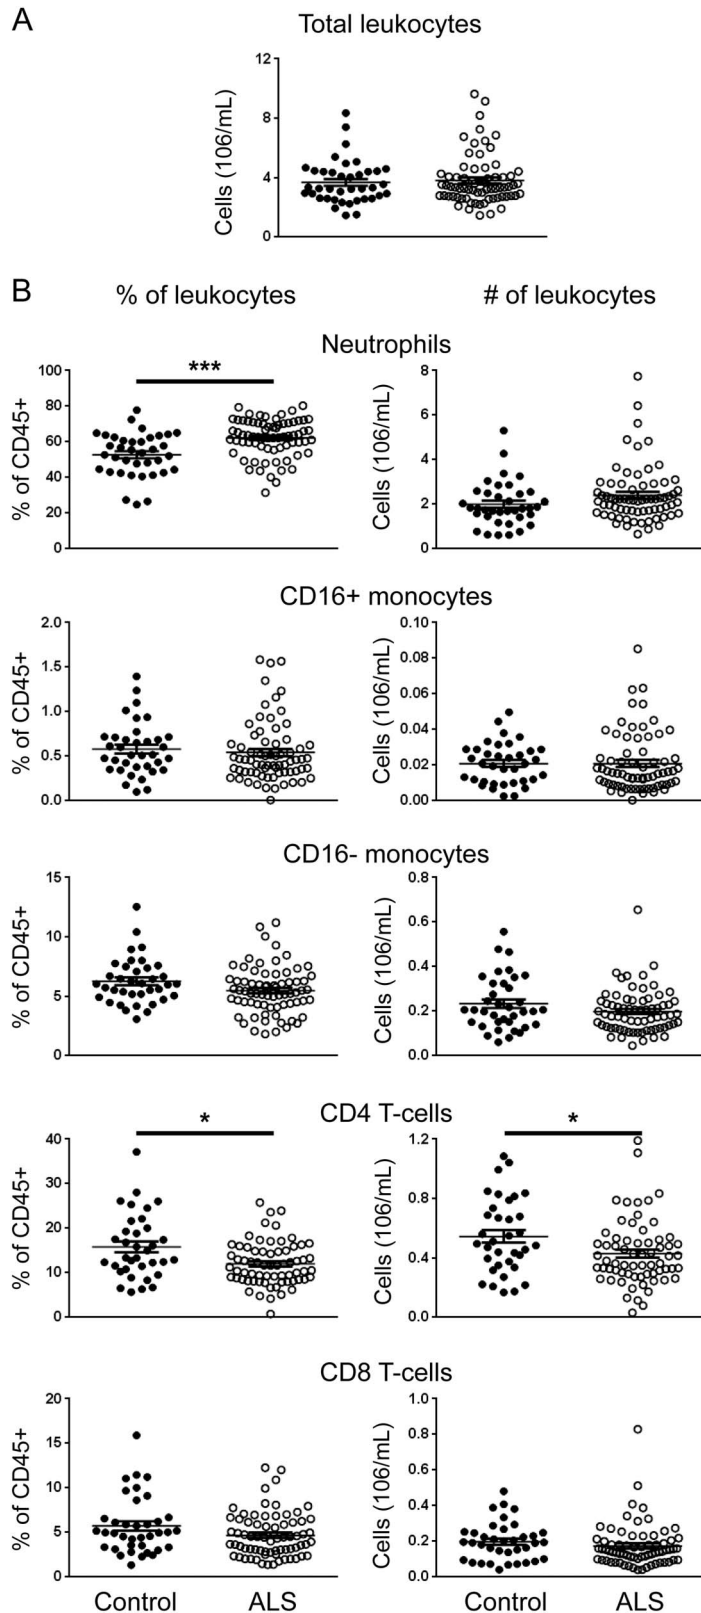 A
Total leukocytes
Cells (106/mL)
12
8
4
0
B
% of leukocytes
# of leukocytes
Neutrophils
***
% of CD45+
100
80
60
40
20
0
Cells (106/mL)
8
6
4
2
0
CD16+ monocytes
% of CD45+
2.0
1.5
1.0
0.5
0.0
Cells (106/mL)
0.10
0.08
0.06
0.04
0.02
0.00
CD16- monocytes
% of CD45+
15
10
5
0
Cells (106/mL)
0.8
0.6
0.4
0.2
0.0
CD4 T-cells
*
*
% of CD45+
40
30
20
10
0
Cells (106/mL)
1.2
0.8
0.4
0.0
CD8 T-cells
% of CD45+
20
15
10
5
0
Cells (106/mL)
1.0
0.8
0.6
0.4
0.2
0.0
Control
ALS
Control
ALS